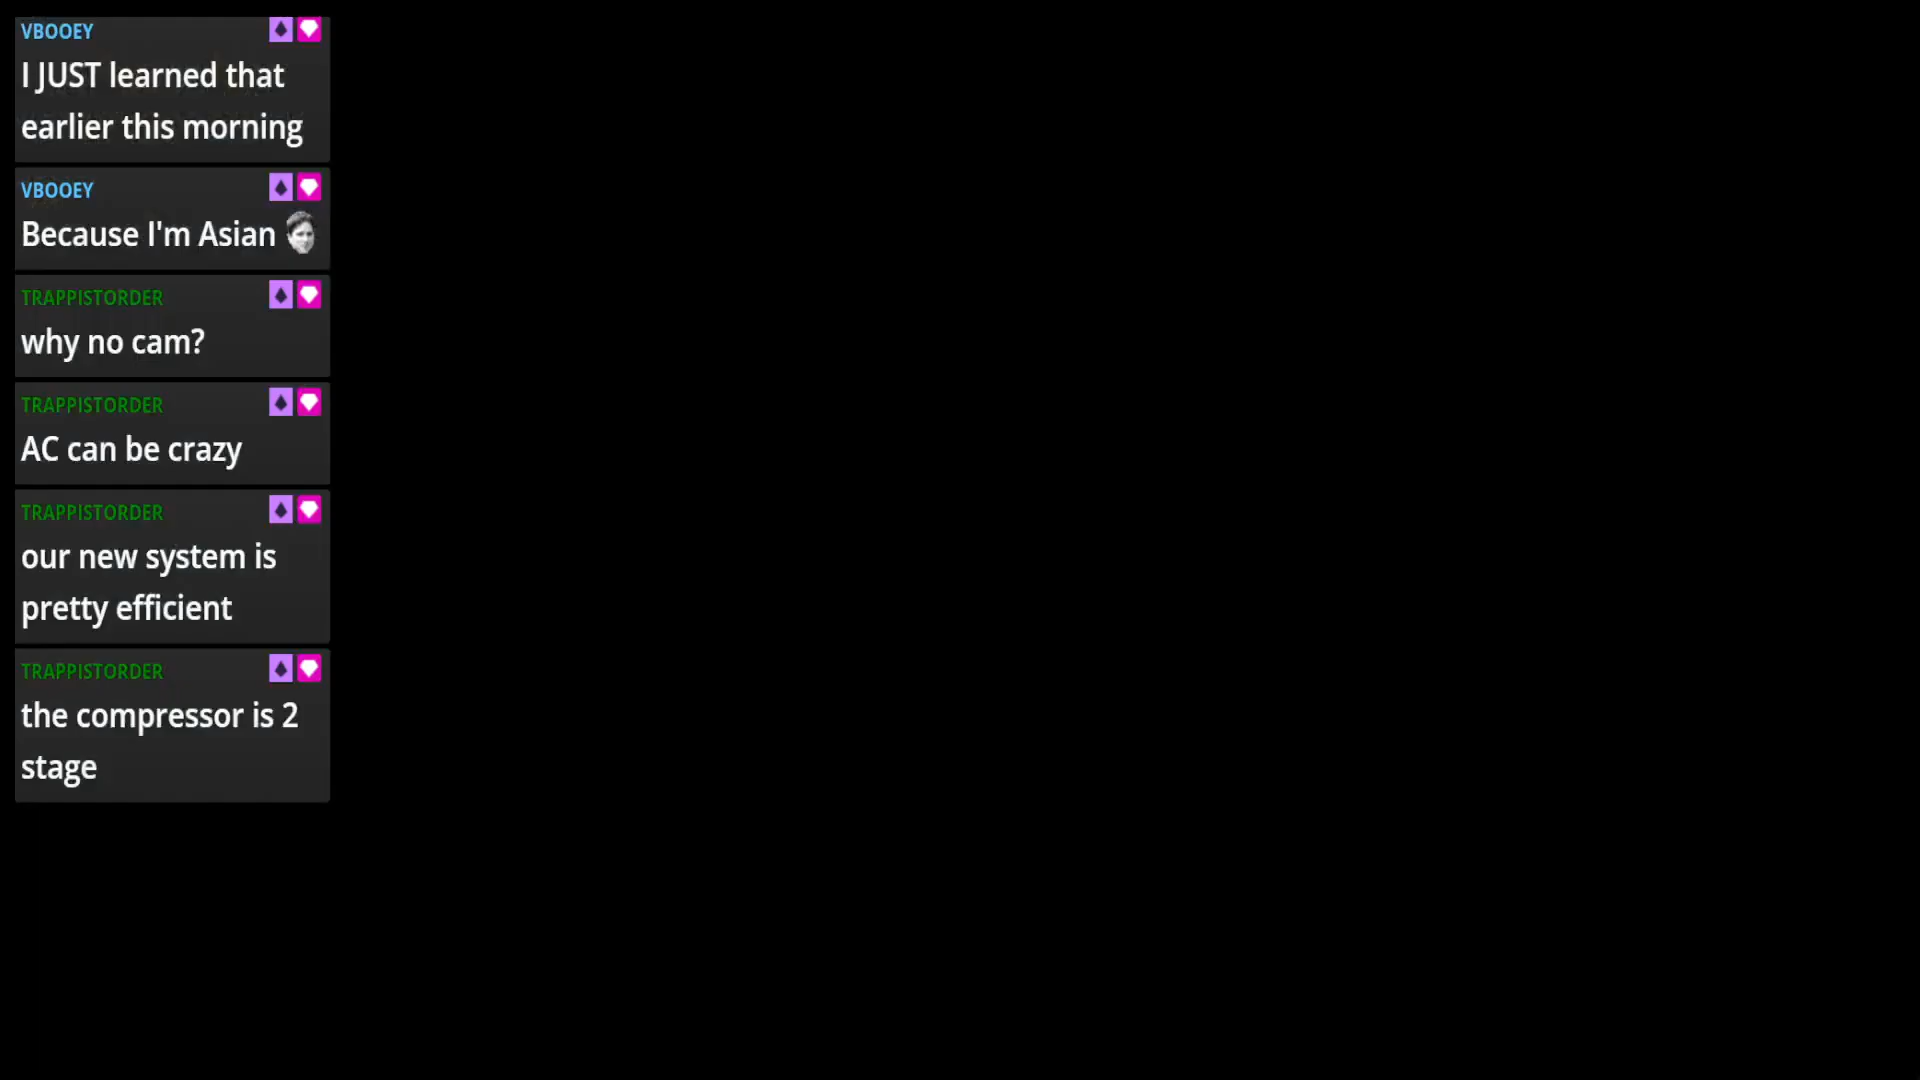 VBOOEY
I JUST learned that
earlier this morning
VBOOEY
Because I'm Asian
TRAPPISTORDER
why no cam?
TRAPPISTORDER
AC can be crazy
TRAPPISTORDER
our new system is
pretty efficient
TRAPPISTORDER
the compressor is 2
stage